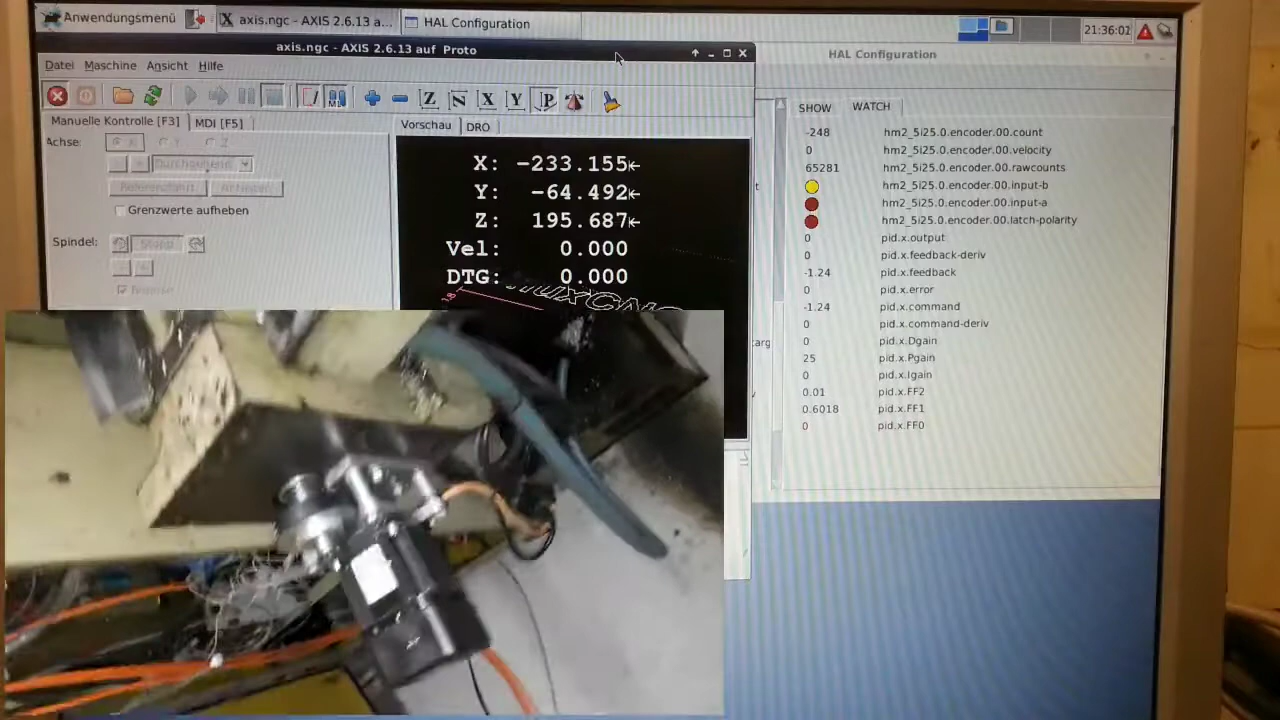 Anwendungsmenü
axis.ngc - AXIS 2.6.13 a...
HAL Configuration
21:36:02
axis.ngc - AXIS 2.6.13 auf Proto
HAL Configuration
Datei Maschine Ansicht Hilfe
Z N X Y P
Manuelle Kontrolle [F3]
MDI [F5]
Vorschau
DRO
SHOW
WATCH
Achse:
X
Y
Z
Durchgehend
Referenzfahrt
Antasten
Grenzwerte aufheben
Spindel:
Stopp
Bremse
X: -233.155
Y: -64.492
Z: 195.687
Vel: 0.000
DTG: 0.000
-248 hm2_5i25.0.encoder.00.count
0 hm2_5i25.0.encoder.00.velocity
65281 hm2_5i25.0.encoder.00.rawcounts
hm2_5i25.0.encoder.00.input-b
hm2_5i25.0.encoder.00.input-a
hm2_5i25.0.encoder.00.latch-polarity
0 pid.x.output
0 pid.x.feedback-deriv
-1.24 pid.x.feedback
0 pid.x.error
-1.24 pid.x.command
0 pid.x.command-deriv
0 pid.x.Dgain
25 pid.x.Pgain
0 pid.x.Igain
0.01 pid.x.FF2
0.6018 pid.x.FF1
0 pid.x.FF0